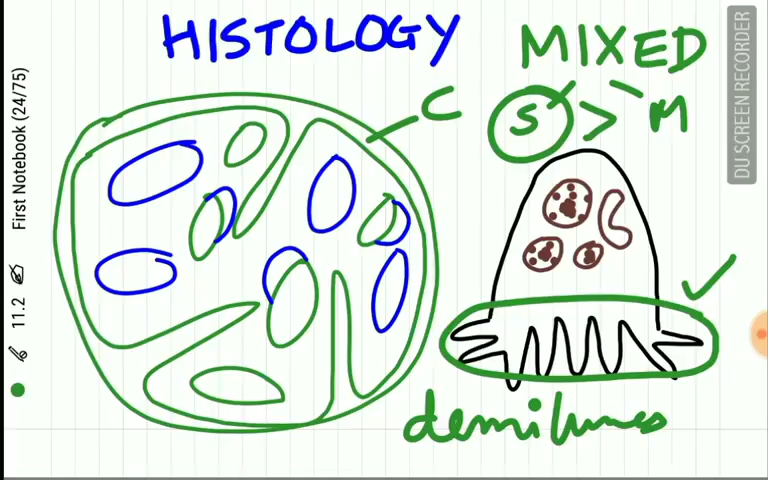 HISTOLOGY
MIXED
S > M
C
demilunes
First Notebook (24/75)
11.2
DU SCREEN RECORDER